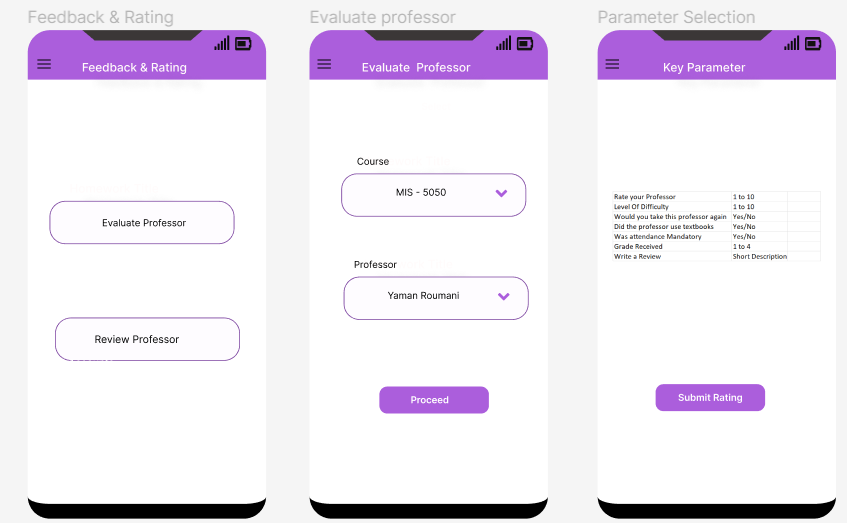 Feedback & Rating
Evaluate professor
Parameter Selection
Feedback & Rating
Evaluate Professor
Review Professor
Evaluate Professor
Course
MIS - 5050
Professor
Yaman Roumani
Proceed
Key Parameter
Rate your Professor 1 to 10
Level Of Difficulty 1 to 10
Would you take this professor again Yes/No
Did the professor use textbooks Yes/No
Was attendance Mandatory Yes/No
Grade Received 1 to 4
Write a Review Short Description
Submit Rating